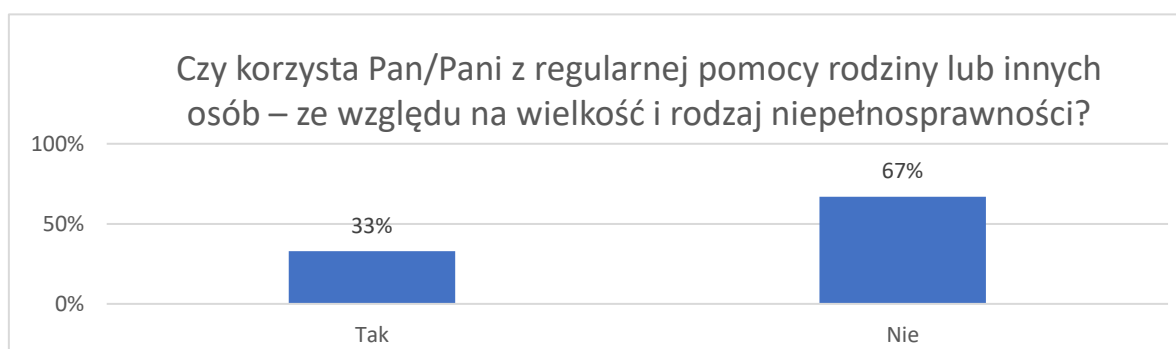 Czy korzysta Pan/Pani z regularnej pomocy rodziny lub innych
osób – ze względu na wielkość i rodzaj niepełnosprawności?
100%
67%
50%
33%
0%
Tak
Nie